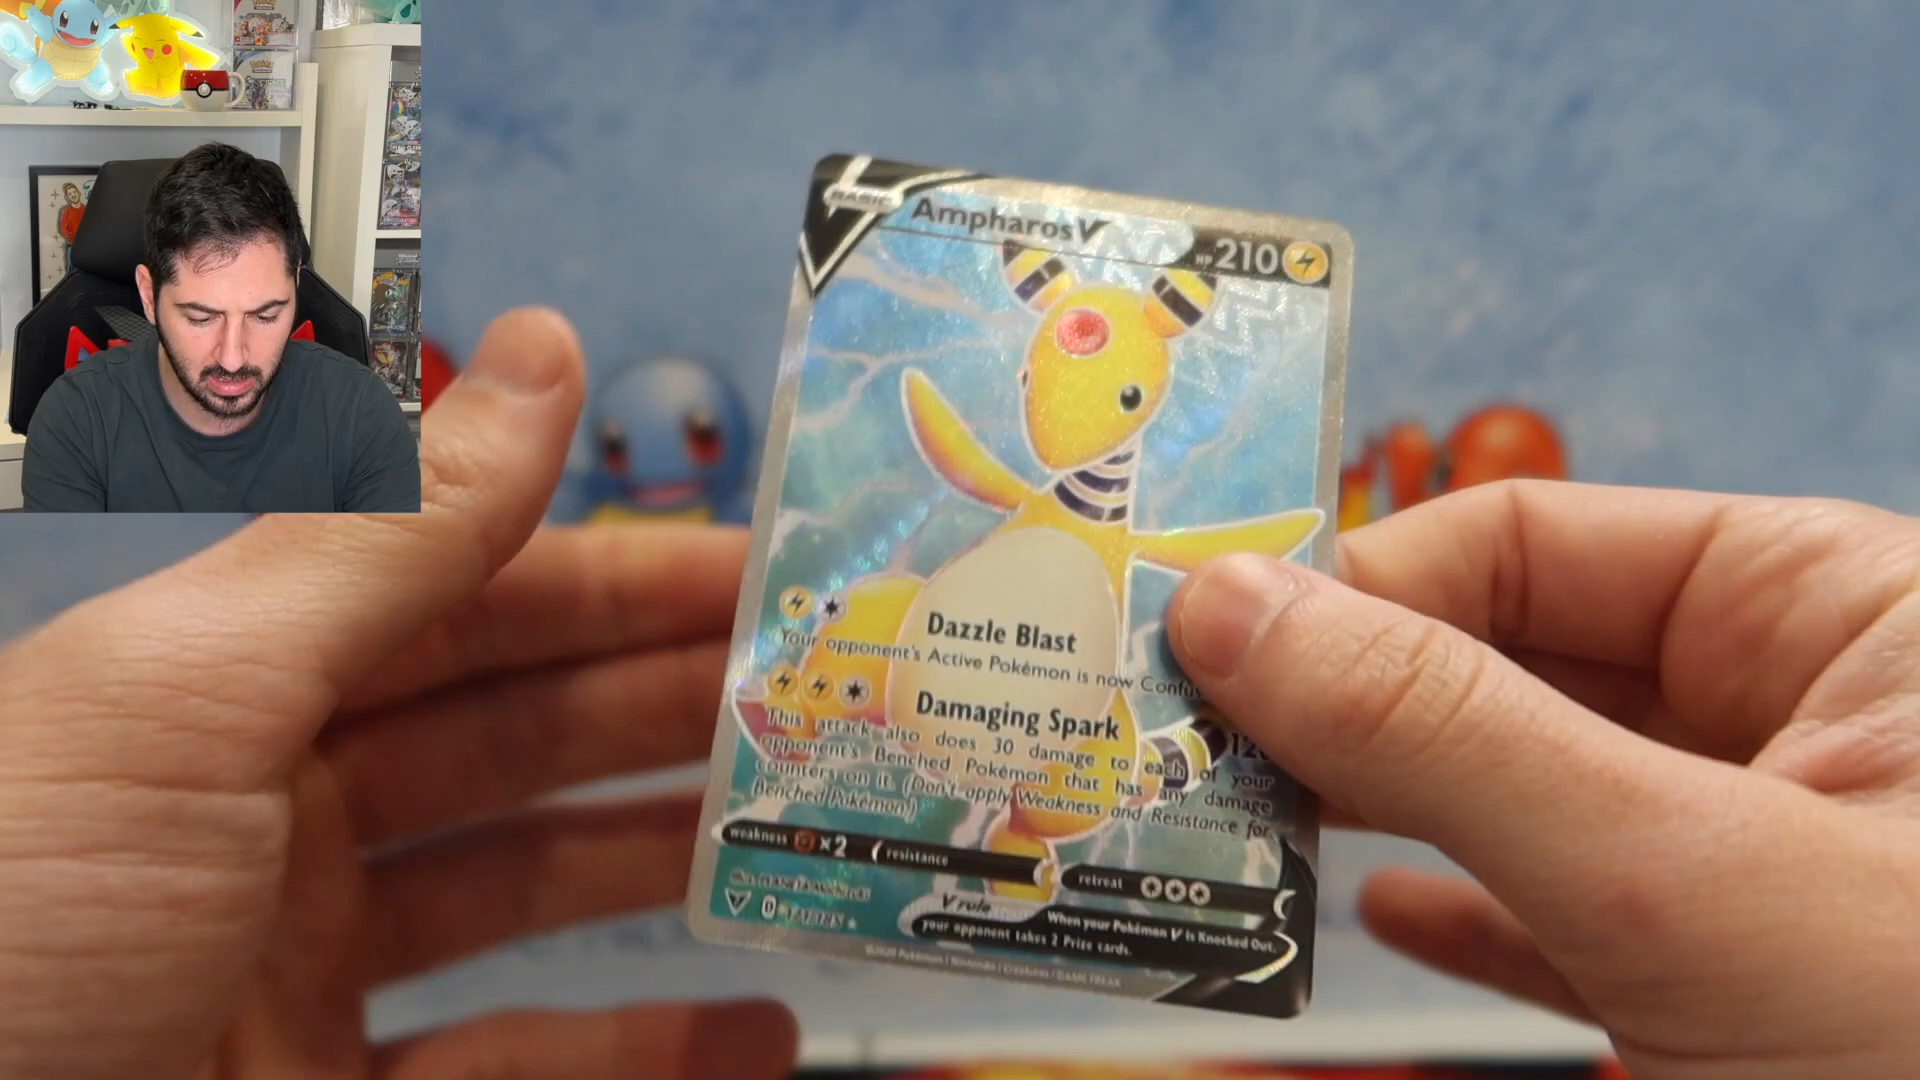 BASIC
AmpharosV
HP 210
Dazzle Blast
Your opponent's Active Pokémon is now
Damaging Spark
This attack also does 30 damage to each of your
opponent's Benched Pokémon that has any damage
counters on it. (Don't apply Weakness and Resistance for
Benched Pokémon.)
weakness ×2 resistance
retreat
V rule
When your Pokémon V is Knocked Out,
your opponent takes 2 Prize cards.